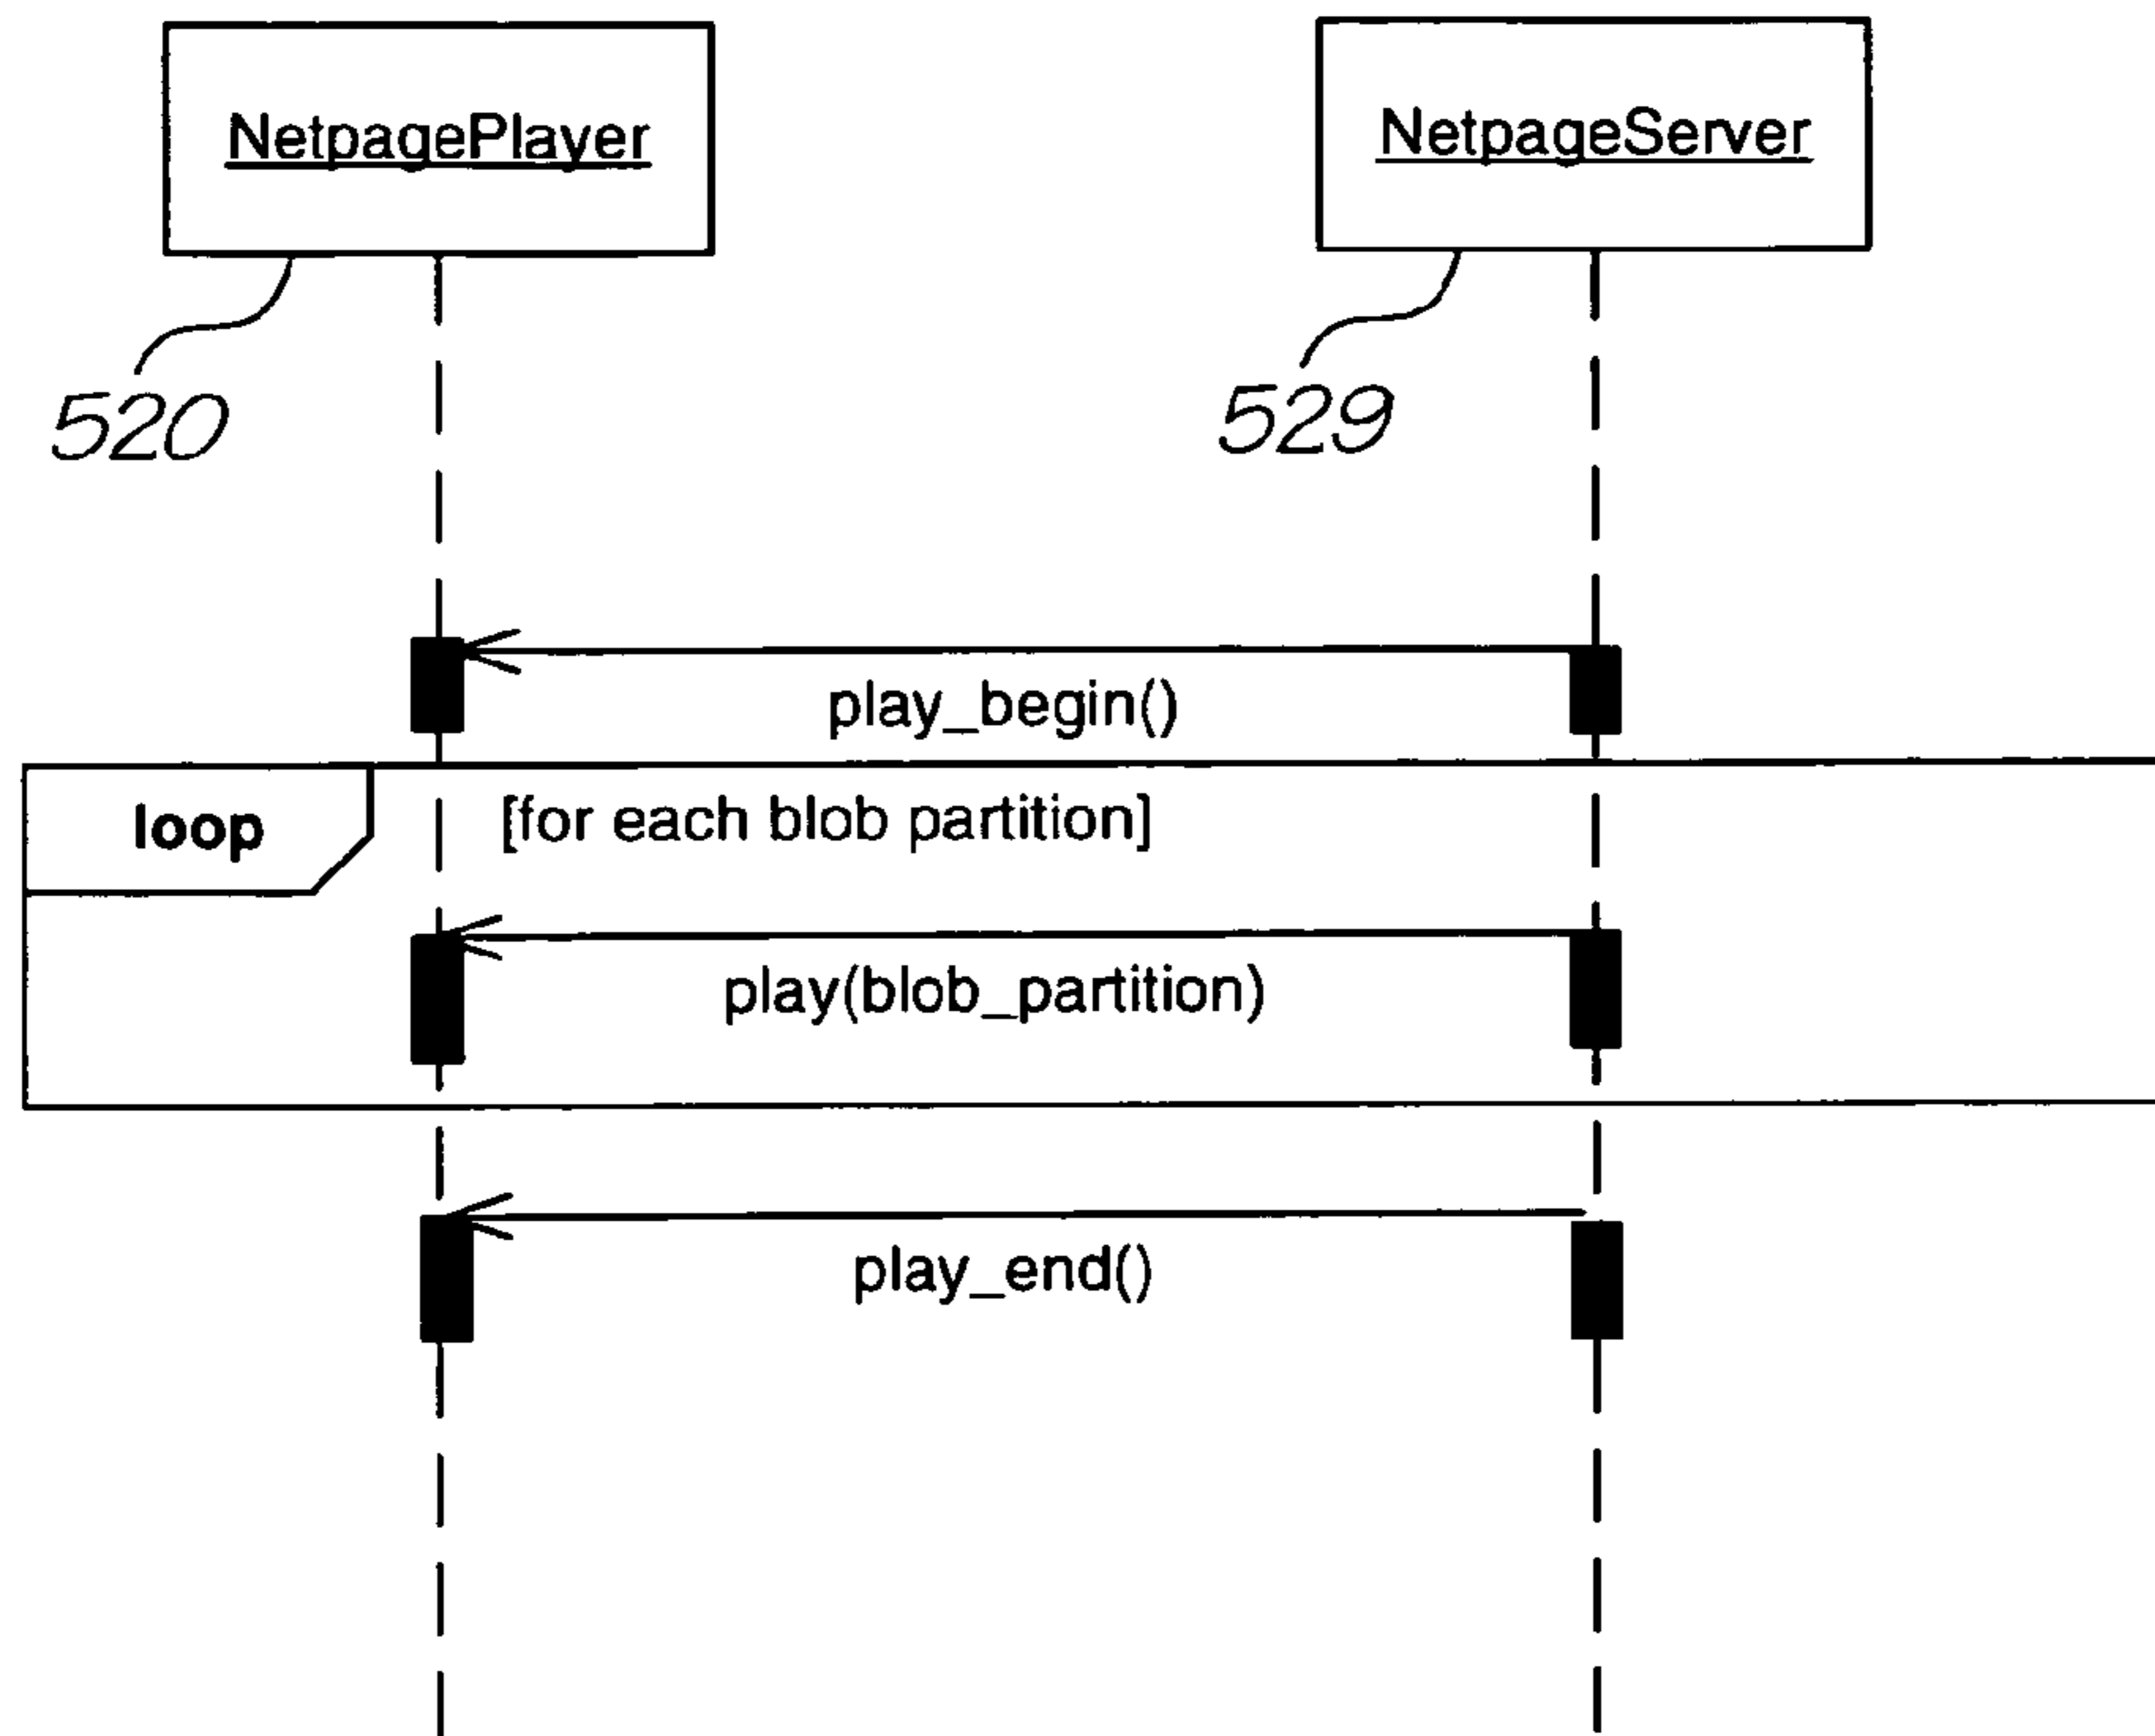 NetpagePlayer
NetpageServer
520
529
play_begin()
loop
[for each blob partition]
play(blob_partition)
play_end()